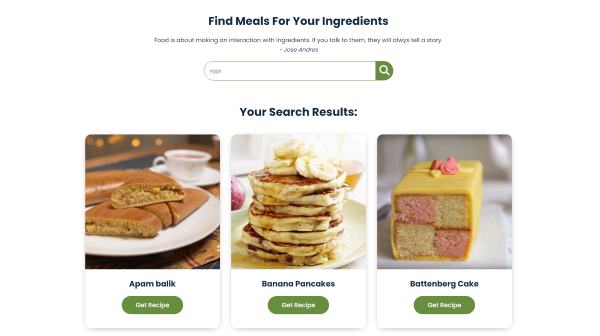 Find Meals For Your Ingredients
Food is about making an interaction with ingredients. If you talk to them, they will alwys tell a story.
- Jose Andres
eggs
Your Search Results:
Apam balik
Banana Pancakes
Battenberg Cake
Get Recipe
Get Recipe
Get Recipe